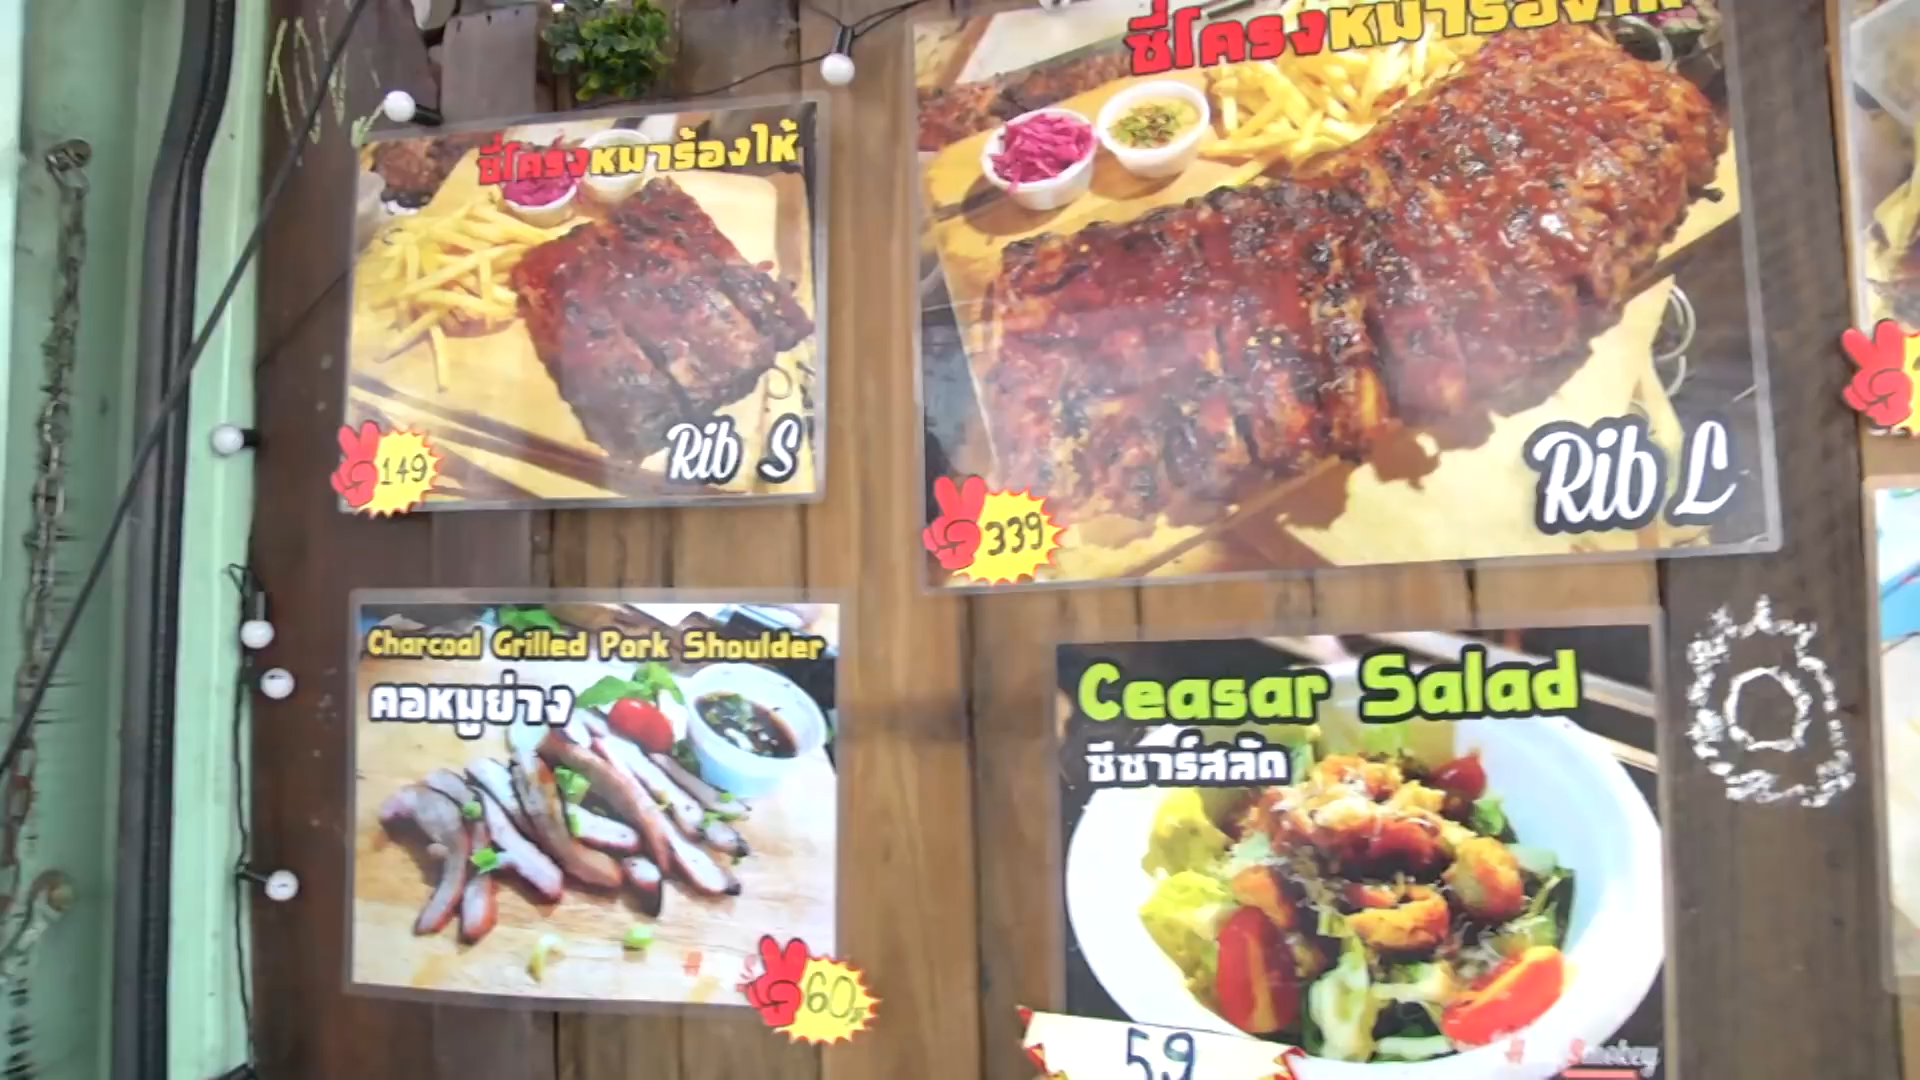 ซี่โครงหมาร้องไห้
149
Rib S
ซี่โครงหมาร้องไห้
339
Rib L
Charcoal Grilled Pork Shoulder
คอหมูย่าง
60
Ceasar Salad
ซีซาร์สลัด
59